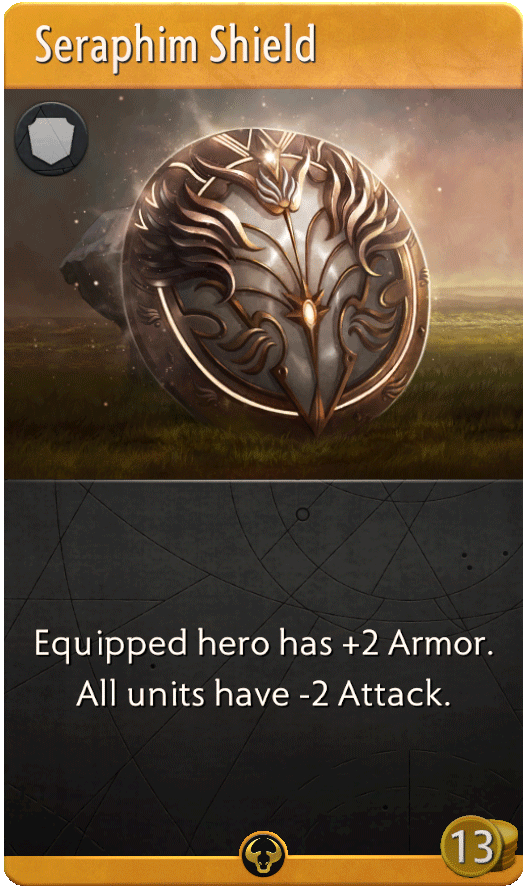 Seraphim Shield
Equipped hero has +2 Armor.
All units have -2 Attack.
13